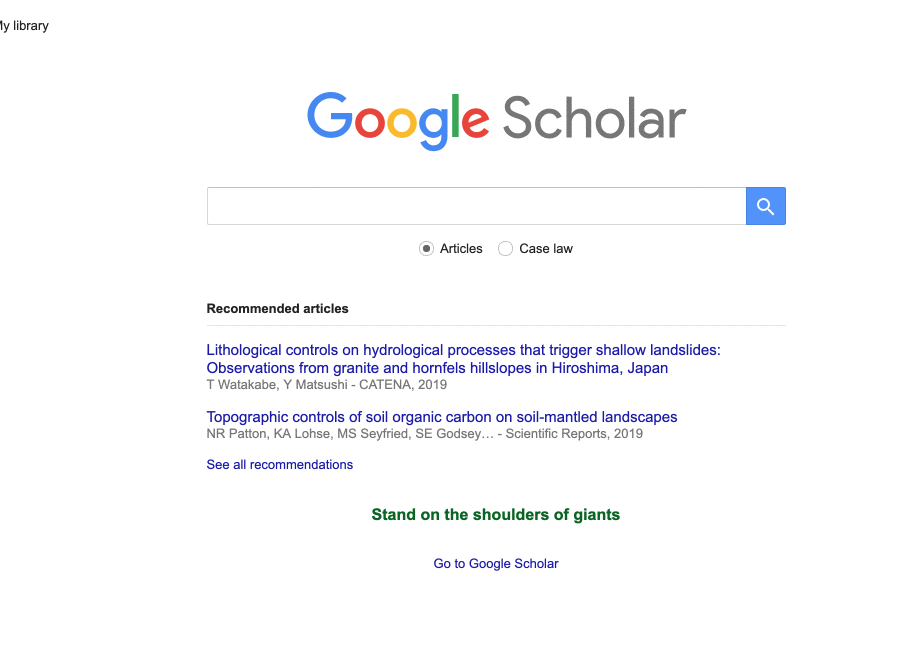 My library
Google Scholar
Articles
Case law
Recommended articles
Lithological controls on hydrological processes that trigger shallow landslides:
Observations from granite and hornfels hillslopes in Hiroshima, Japan
T Watakabe, Y Matsushi - CATENA, 2019
Topographic controls of soil organic carbon on soil-mantled landscapes
NR Patton, KA Lohse, MS Seyfried, SE Godsey… - Scientific Reports, 2019
See all recommendations
Stand on the shoulders of giants
Go to Google Scholar